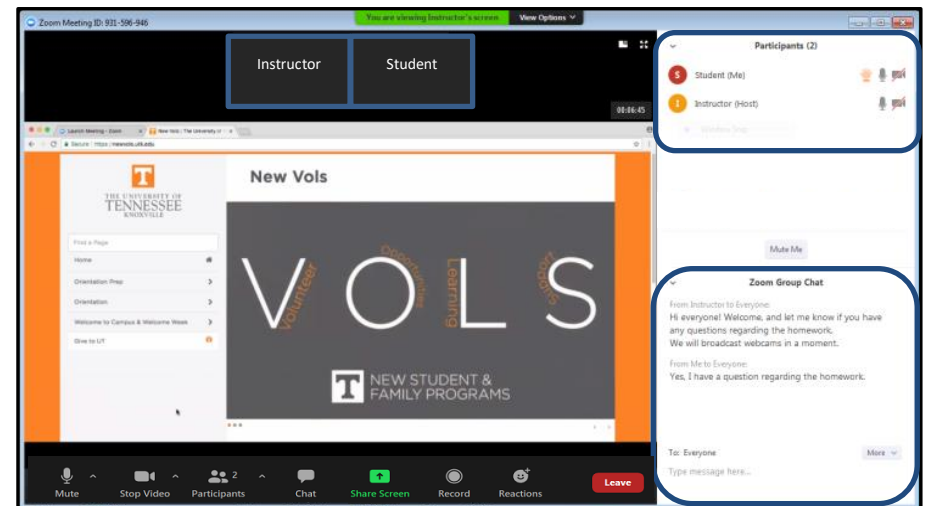 Zoom Meeting ID: 931-596-946
You are viewing Instructor's screen
View Options
Instructor
Student
00:06:45
Participants (2)
S Student (Me)
I Instructor (Host)
Launch Meeting - Zoom
New Vols | The University of
Secure https://newvols.utk.edu
T
THE UNIVERSITY OF
TENNESSEE
KNOXVILLE
Find a Page
Home
Orientation Prep
Orientation
Welcome to Campus & Welcome Week
Give to UT
New Vols
VOLS
Volunteer
Opportunities
Learning
Support
T NEW STUDENT &
FAMILY PROGRAMS
Mute Me
Zoom Group Chat
From Instructor to Everyone:
Hi everyone! Welcome, and let me know if you have
any questions regarding the homework.
We will broadcast webcams in a moment.
From Me to Everyone:
Yes, I have a question regarding the homework.
To: Everyone
More
Type message here...
Mute
Stop Video
Participants
2
Chat
Share Screen
Record
Reactions
Leave